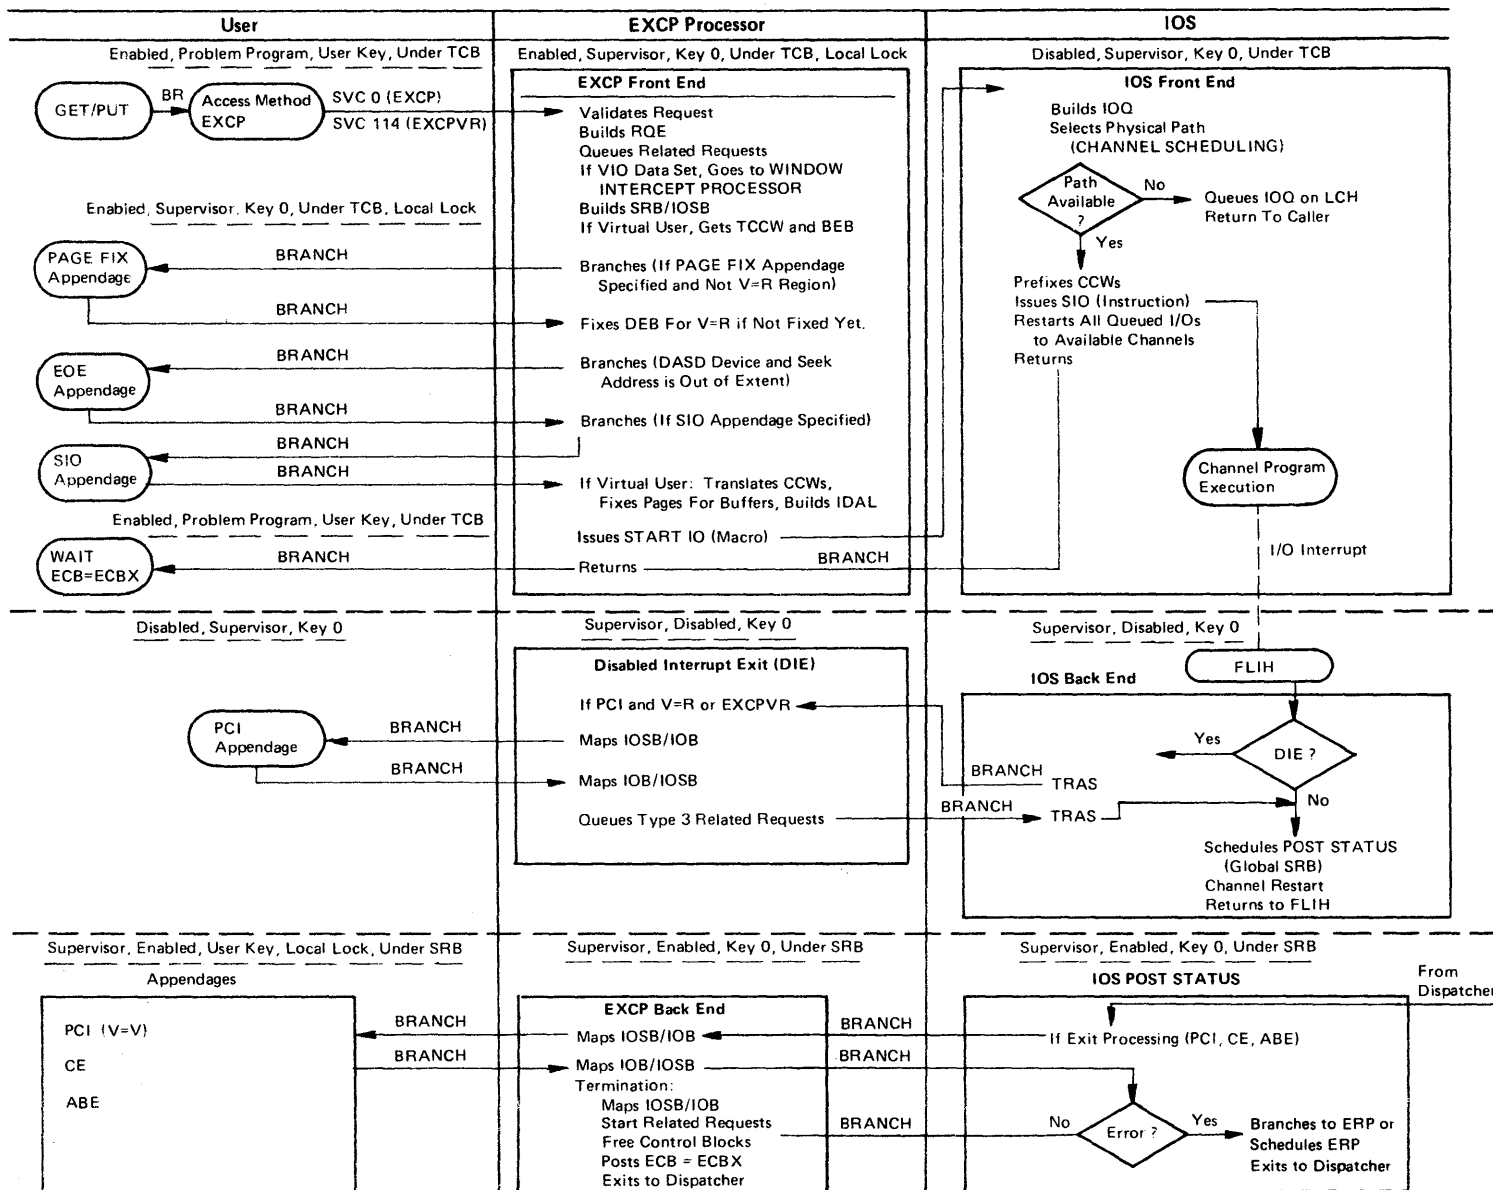 User
EXCP Processor
IOS
Enabled, Problem Program, User Key, Under TCB
Enabled, Supervisor, Key 0, Under TCB, Local Lock
Disabled, Supervisor, Key 0, Under TCB
GET/PUT
BR
Access Method
EXCP
SVC 0 (EXCP)
SVC 114 (EXCPVR)
EXCP Front End
Validates Request
Builds RQE
Queues Related Requests
If VIO Data Set, Goes to WINDOW
INTERCEPT PROCESSOR
Builds SRB/IOSB
If Virtual User, Gets TCCW and BEB
IOS Front End
Builds IOQ
Selects Physical Path
(CHANNEL SCHEDULING)
Path
Available
?
No
Queues IOQ on LCH
Return To Caller
Yes
Enabled, Supervisor, Key 0, Under TCB, Local Lock
PAGE FIX
Appendage
BRANCH
Branches (If PAGE FIX Appendage
Specified and Not V=R Region)
BRANCH
Fixes DEB For V=R if Not Fixed Yet.
Prefixes CCWs
Issues SIO (Instruction)
Restarts All Queued I/Os
to Available Channels
Returns
EOE
Appendage
BRANCH
Branches (DASD Device and Seek
Address is Out of Extent)
BRANCH
Branches (If SIO Appendage Specified)
SIO
Appendage
BRANCH
BRANCH
If Virtual User: Translates CCWs,
Fixes Pages For Buffers, Builds IDAL
Channel Program
Execution
Enabled, Problem Program, User Key, Under TCB
Issues START IO (Macro)
WAIT
ECB=ECBX
BRANCH
Returns
BRANCH
I/O Interrupt
Disabled, Supervisor, Key 0
Supervisor, Disabled, Key 0
Supervisor, Disabled, Key 0
Disabled Interrupt Exit (DIE)
If PCI and V=R or EXCPVR
Maps IOSB/IOB
Maps IOB/IOSB
Queues Type 3 Related Requests
PCI
Appendage
BRANCH
BRANCH
FLIH
IOS Back End
DIE ?
Yes
No
BRANCH
TRAS
BRANCH
TRAS
Schedules POST STATUS
(Global SRB)
Channel Restart
Returns to FLIH
Supervisor, Enabled, User Key, Local Lock, Under SRB
Supervisor, Enabled, Key 0, Under SRB
Supervisor, Enabled, Key 0, Under SRB
Appendages
PCI (V=V)
CE
ABE
BRANCH
BRANCH
EXCP Back End
Maps IOSB/IOB
Maps IOB/IOSB
Termination:
Maps IOSB/IOB
Start Related Requests
Free Control Blocks
Posts ECB = ECBX
Exits to Dispatcher
BRANCH
BRANCH
BRANCH
IOS POST STATUS
From
Dispatcher
If Exit Processing (PCI, CE, ABE)
No
Error ?
Yes
Branches to ERP or
Schedules ERP
Exits to Dispatcher